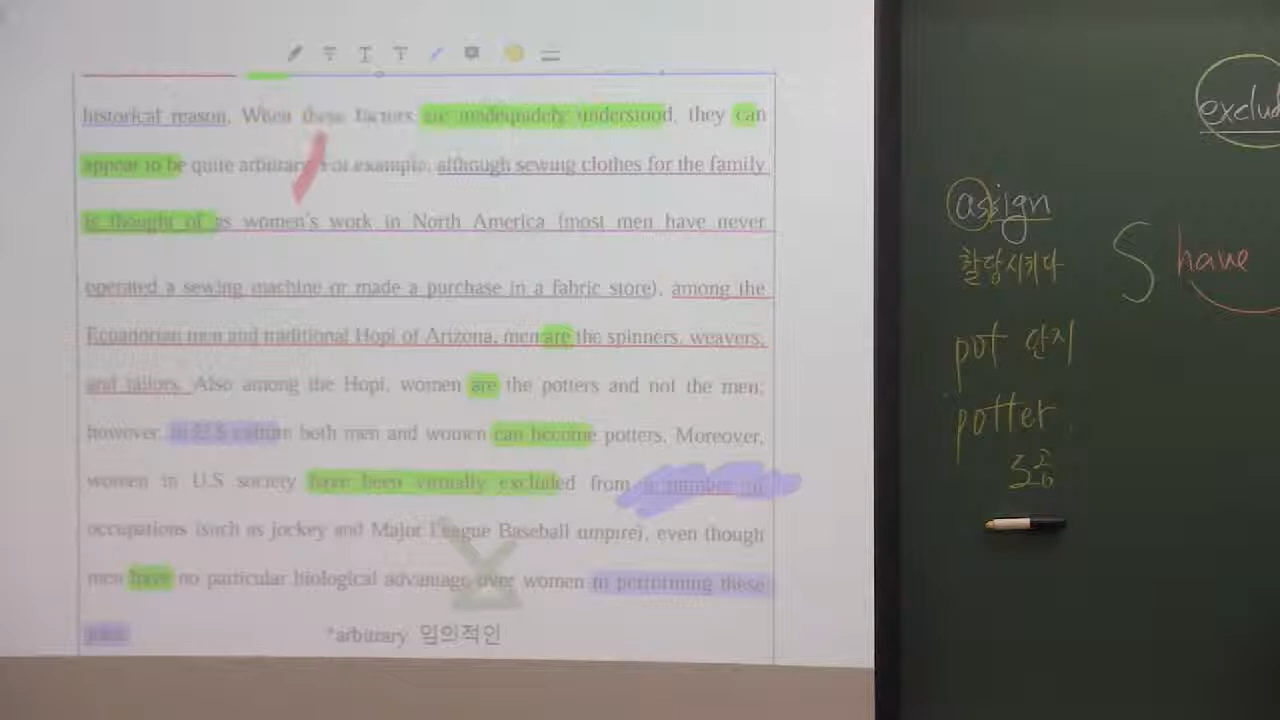 historical reason. When these factors are inadequately understood, they can
appear to be quite arbitrary. For example, although sewing clothes for the family
is thought of as women's work in North America (most men have never
operated a sewing machine or made a purchase in a fabric store), among the
Ecuadorian men and traditional Hopi of Arizona, men are the spinners, weavers,
and tailors. Also among the Hopi, women are the potters and not the men;
however, in U.S culture both men and women can become potters. Moreover,
women in U.S society have been virtually excluded from a number of
occupations (such as jockey and Major League Baseball umpire), even though
men have no particular biological advantage over women in performing these
*arbitrary 임의적인
exclud
assign
할당시키다
S have
pot 단지
potter
도공